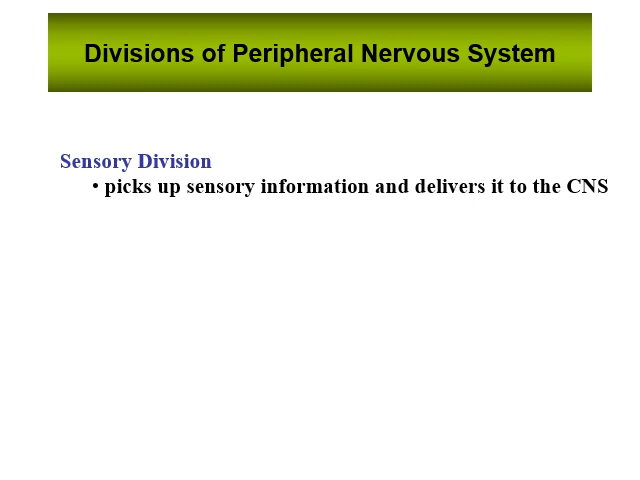 Divisions of Peripheral Nervous System
Sensory Division
• picks up sensory information and delivers it to the CNS